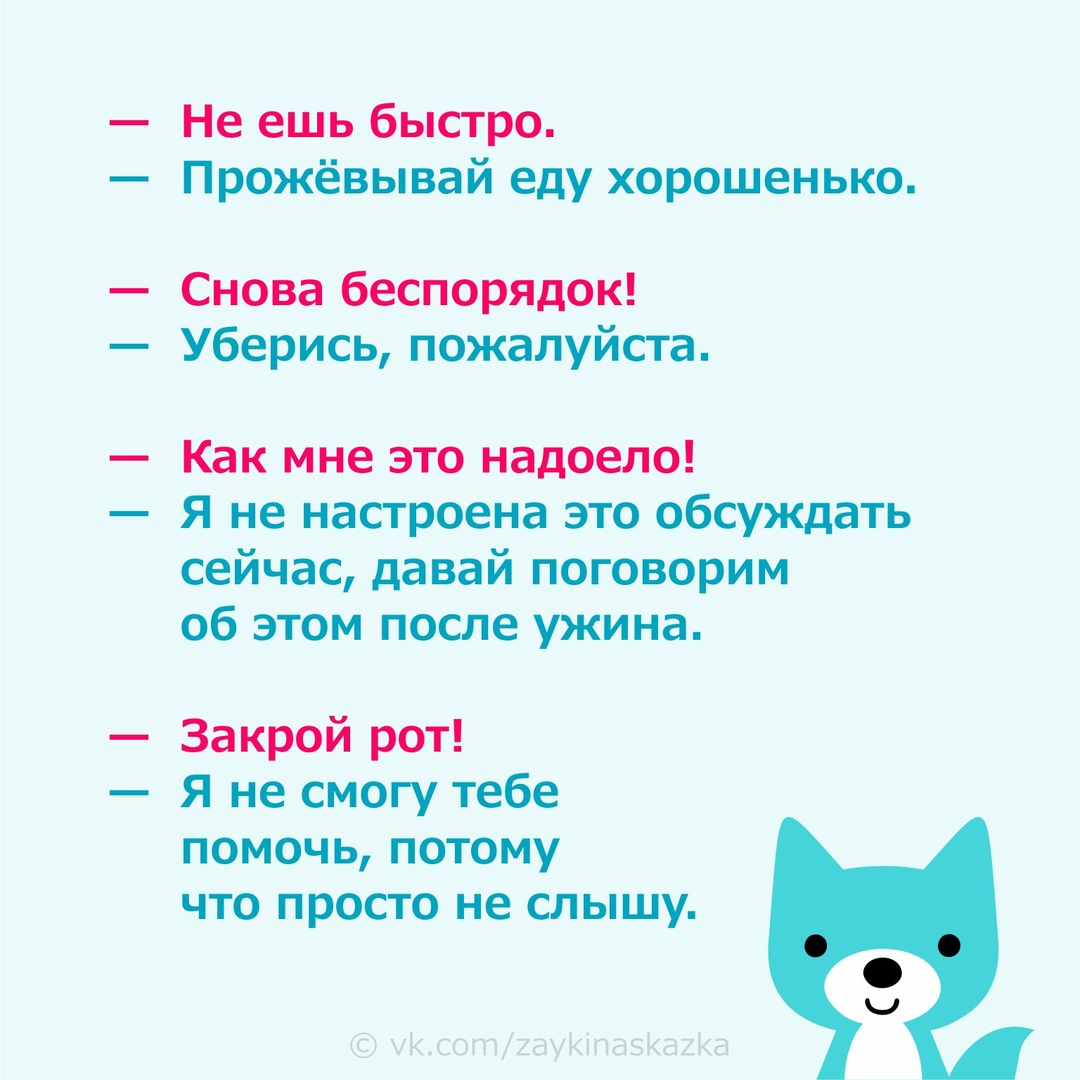 — Не ешь быстро.
— Прожёвывай еду хорошенько.
— Снова беспорядок!
— Уберись, пожалуйста.
— Как мне это надоело!
— Я не настроена это обсуждать
сейчас, давай поговорим
об этом после ужина.
— Закрой рот!
— Я не смогу тебе
помочь, потому
что просто не слышу.
© vk.com/zaykinaskazka